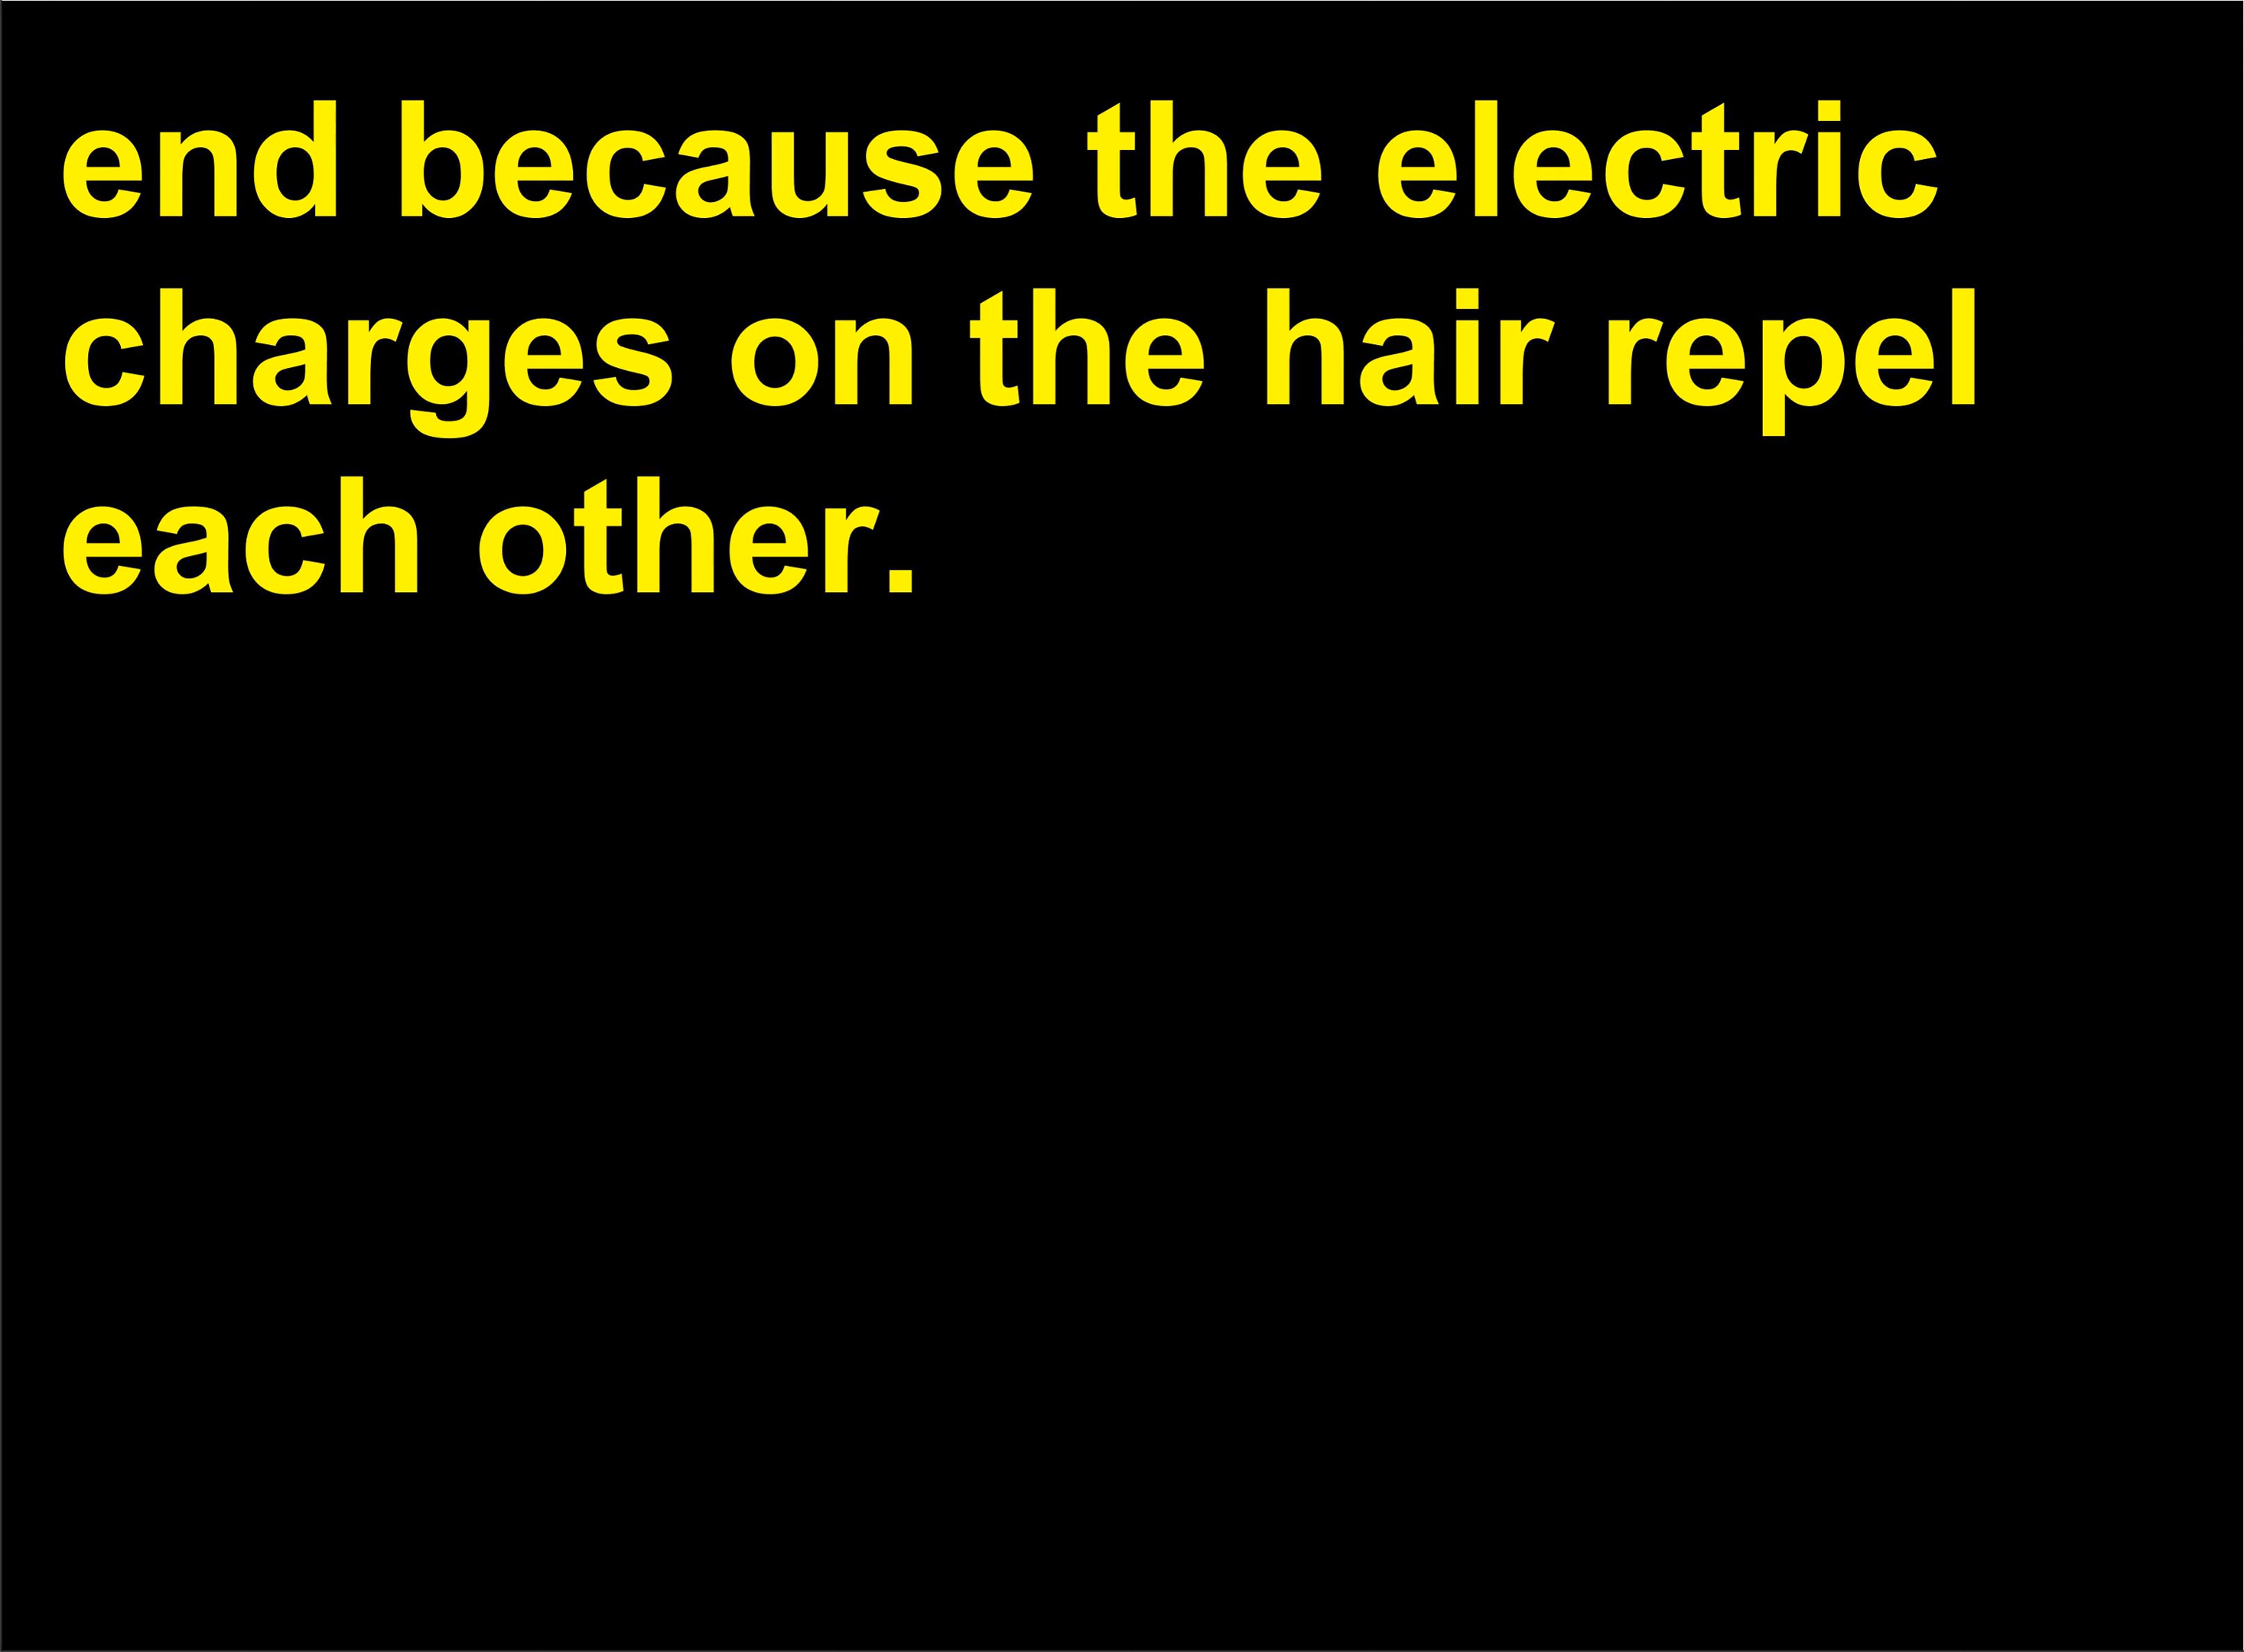 end because the electric
charges on the hair repel
each other.